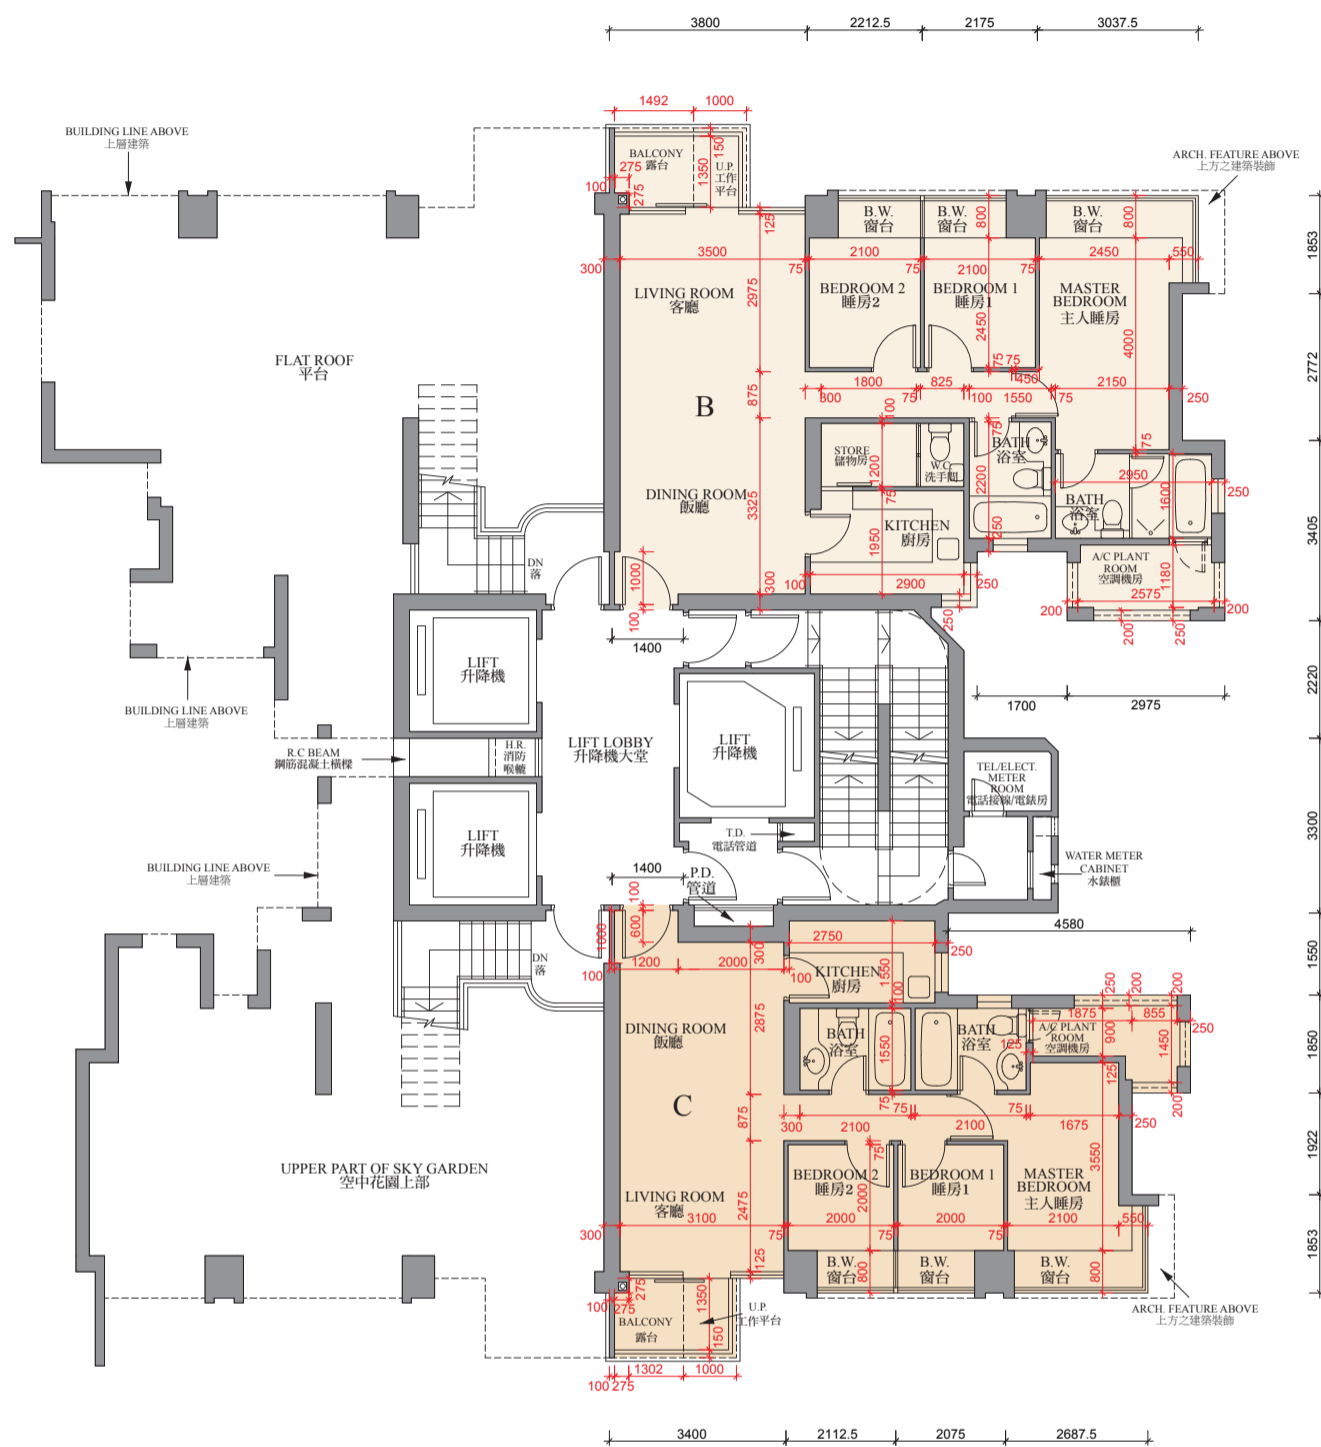 3800
2212.5
2175
3037.5
1492
1000
BUILDING LINE ABOVE
上層建築
ARCH. FEATURE ABOVE
上方之建築裝飾
BALCONY
露台
275
100
275
1350
150
U.P.
工作
平台
125
B.W.
窗台
B.W.
窗台
800
B.W.
窗台
800
300
3500
75
2100
75
2100
75
2450
550
1853
LIVING ROOM
客廳
2975
BEDROOM 2
睡房2
BEDROOM 1
睡房1
2450
MASTER
BEDROOM
主人睡房
4000
2772
FLAT ROOF
平台
75
75
450
B
875
300
1800
75
825
100
1550
75
2150
250
100
75
STORE
儲物房
1200
W.C
洗手間
BATH
浴室
2200
75
2950
250
DINING ROOM
飯廳
3325
75
KITCHEN
廚房
1950
250
BATH
浴室
1600
3405
DN
落
1000
300
100
2900
250
A/C PLANT
ROOM
空調機房
1180
2575
200
200
200
250
100
250
1400
LIFT
升降機
2220
1700
2975
BUILDING LINE ABOVE
上層建築
R.C BEAM
鋼筋混凝土橫樑
H.R.
消防
喉轆
LIFT LOBBY
升降機大堂
LIFT
升降機
TEL/ELECT.
METER
ROOM
電話接線/電錶房
LIFT
升降機
T.D.
電話管道
3300
BUILDING LINE ABOVE
上層建築
WATER METER
CABINET
水錶櫃
1400
P.D.
管道
100
600
1000
4580
DN
落
100
1200
2000
300
2750
100
KITCHEN
廚房
1550
100
250
1550
250
200
200
1875
855
250
DINING ROOM
飯廳
2875
BATH
浴室
1550
BATH
浴室
125
A/C PLANT
ROOM
空調機房
900
1450
1850
125
200
75
C
875
300
2100
75
2100
75
1675
250
UPPER PART OF SKY GARDEN
空中花園上部
75
BEDROOM 2
睡房2
2000
BEDROOM 1
睡房1
MASTER
BEDROOM
主人睡房
3550
1922
LIVING ROOM
客廳
2475
300
3100
75
2000
75
2000
75
2100
550
125
B.W.
窗台
800
B.W.
窗台
B.W.
窗台
800
1853
275
100
275
1350
150
BALCONY
露台
U.P.
工作平台
ARCH. FEATURE ABOVE
上方之建築裝飾
100
275
1302
1000
3400
2112.5
2075
2687.5